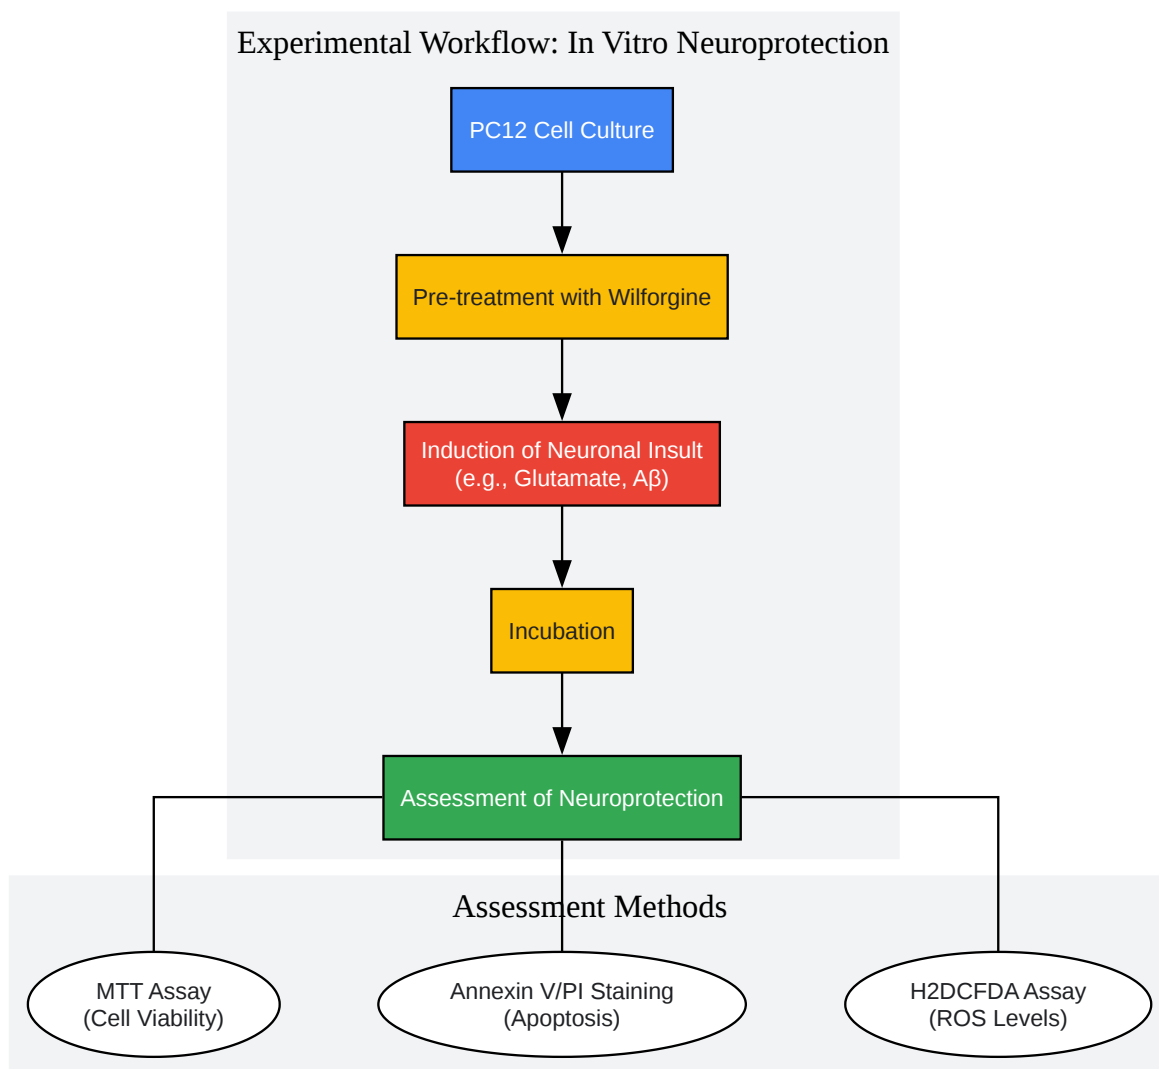 Experimental Workflow: In Vitro Neuroprotection
PC12 Cell Culture
Pre-treatment with Wilforgine
Induction of Neuronal Insult
(e.g., Glutamate, Aβ)
Incubation
Assessment of Neuroprotection
Assessment Methods
MTT Assay
(Cell Viability)
Annexin V/PI Staining
(Apoptosis)
H2DCFDA Assay
(ROS Levels)